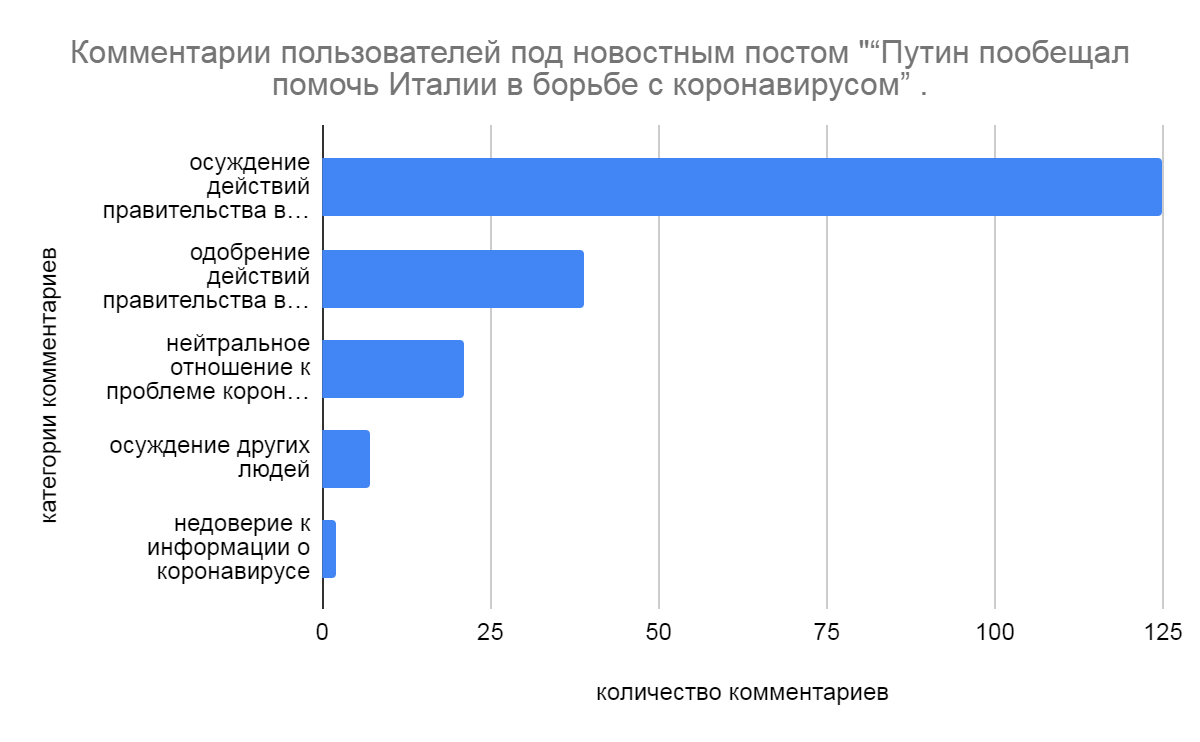 Комментарии пользователей под новостным постом "“Путин пообещал
помочь Италии в борьбе с коронавирусом” .
категории комментариев
осуждение
действий
правительства в…
одобрение
действий
правительства в…
нейтральное
отношение к
проблеме корон…
осуждение других
людей
недоверие к
информации о
коронавирусе
0 25 50 75 100 125
количество комментариев